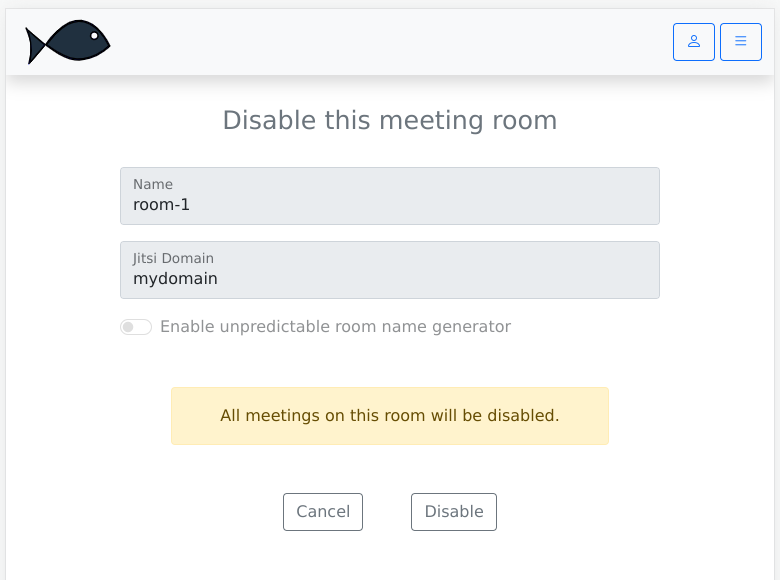 Disable this meeting room
Name
room-1
Jitsi Domain
mydomain
Enable unpredictable room name generator
All meetings on this room will be disabled.
Cancel
Disable